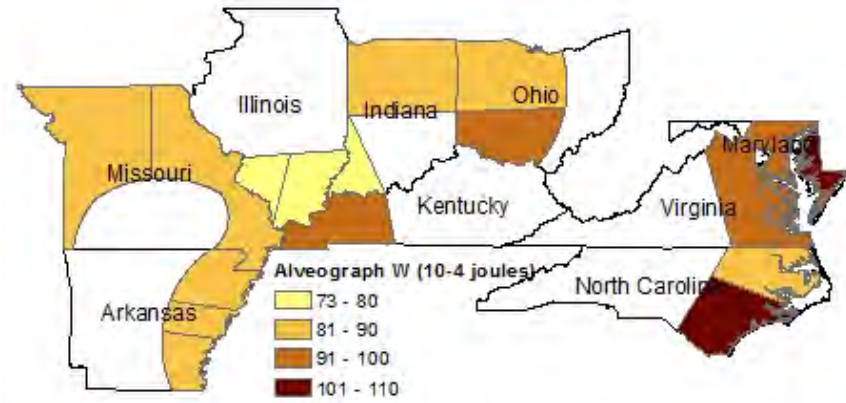 Illinois
Indiana
Ohio
Maryland
Missouri
Kentucky
Virginia
Alveograph W (10-4 joules)
North Carolin
Arkansas
73 - 80
81 - 90
91 - 100
101 - 110